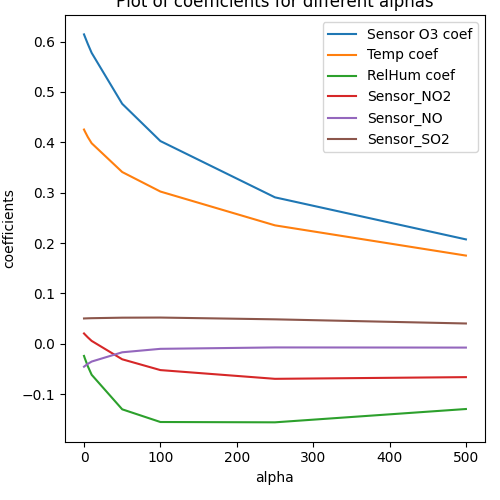 Plot of coefficients for different alphas
Sensor O3 coef
Temp coef
RelHum coef
Sensor_NO2
Sensor_NO
Sensor_SO2
coefficients
0.6
0.5
0.4
0.3
0.2
0.1
0.0
−0.1
0
100
200
300
400
500
alpha